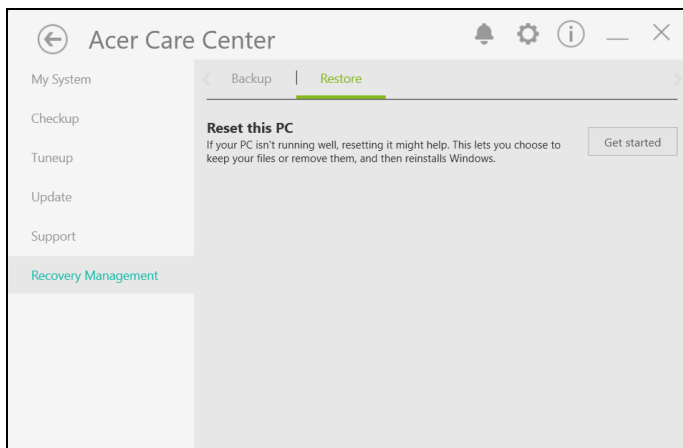 Acer Care Center
My System
Checkup
Tuneup
Update
Support
Recovery Management
Backup | Restore
Reset this PC
If your PC isn't running well, resetting it might help. This lets you choose to
keep your files or remove them, and then reinstalls Windows.
Get started